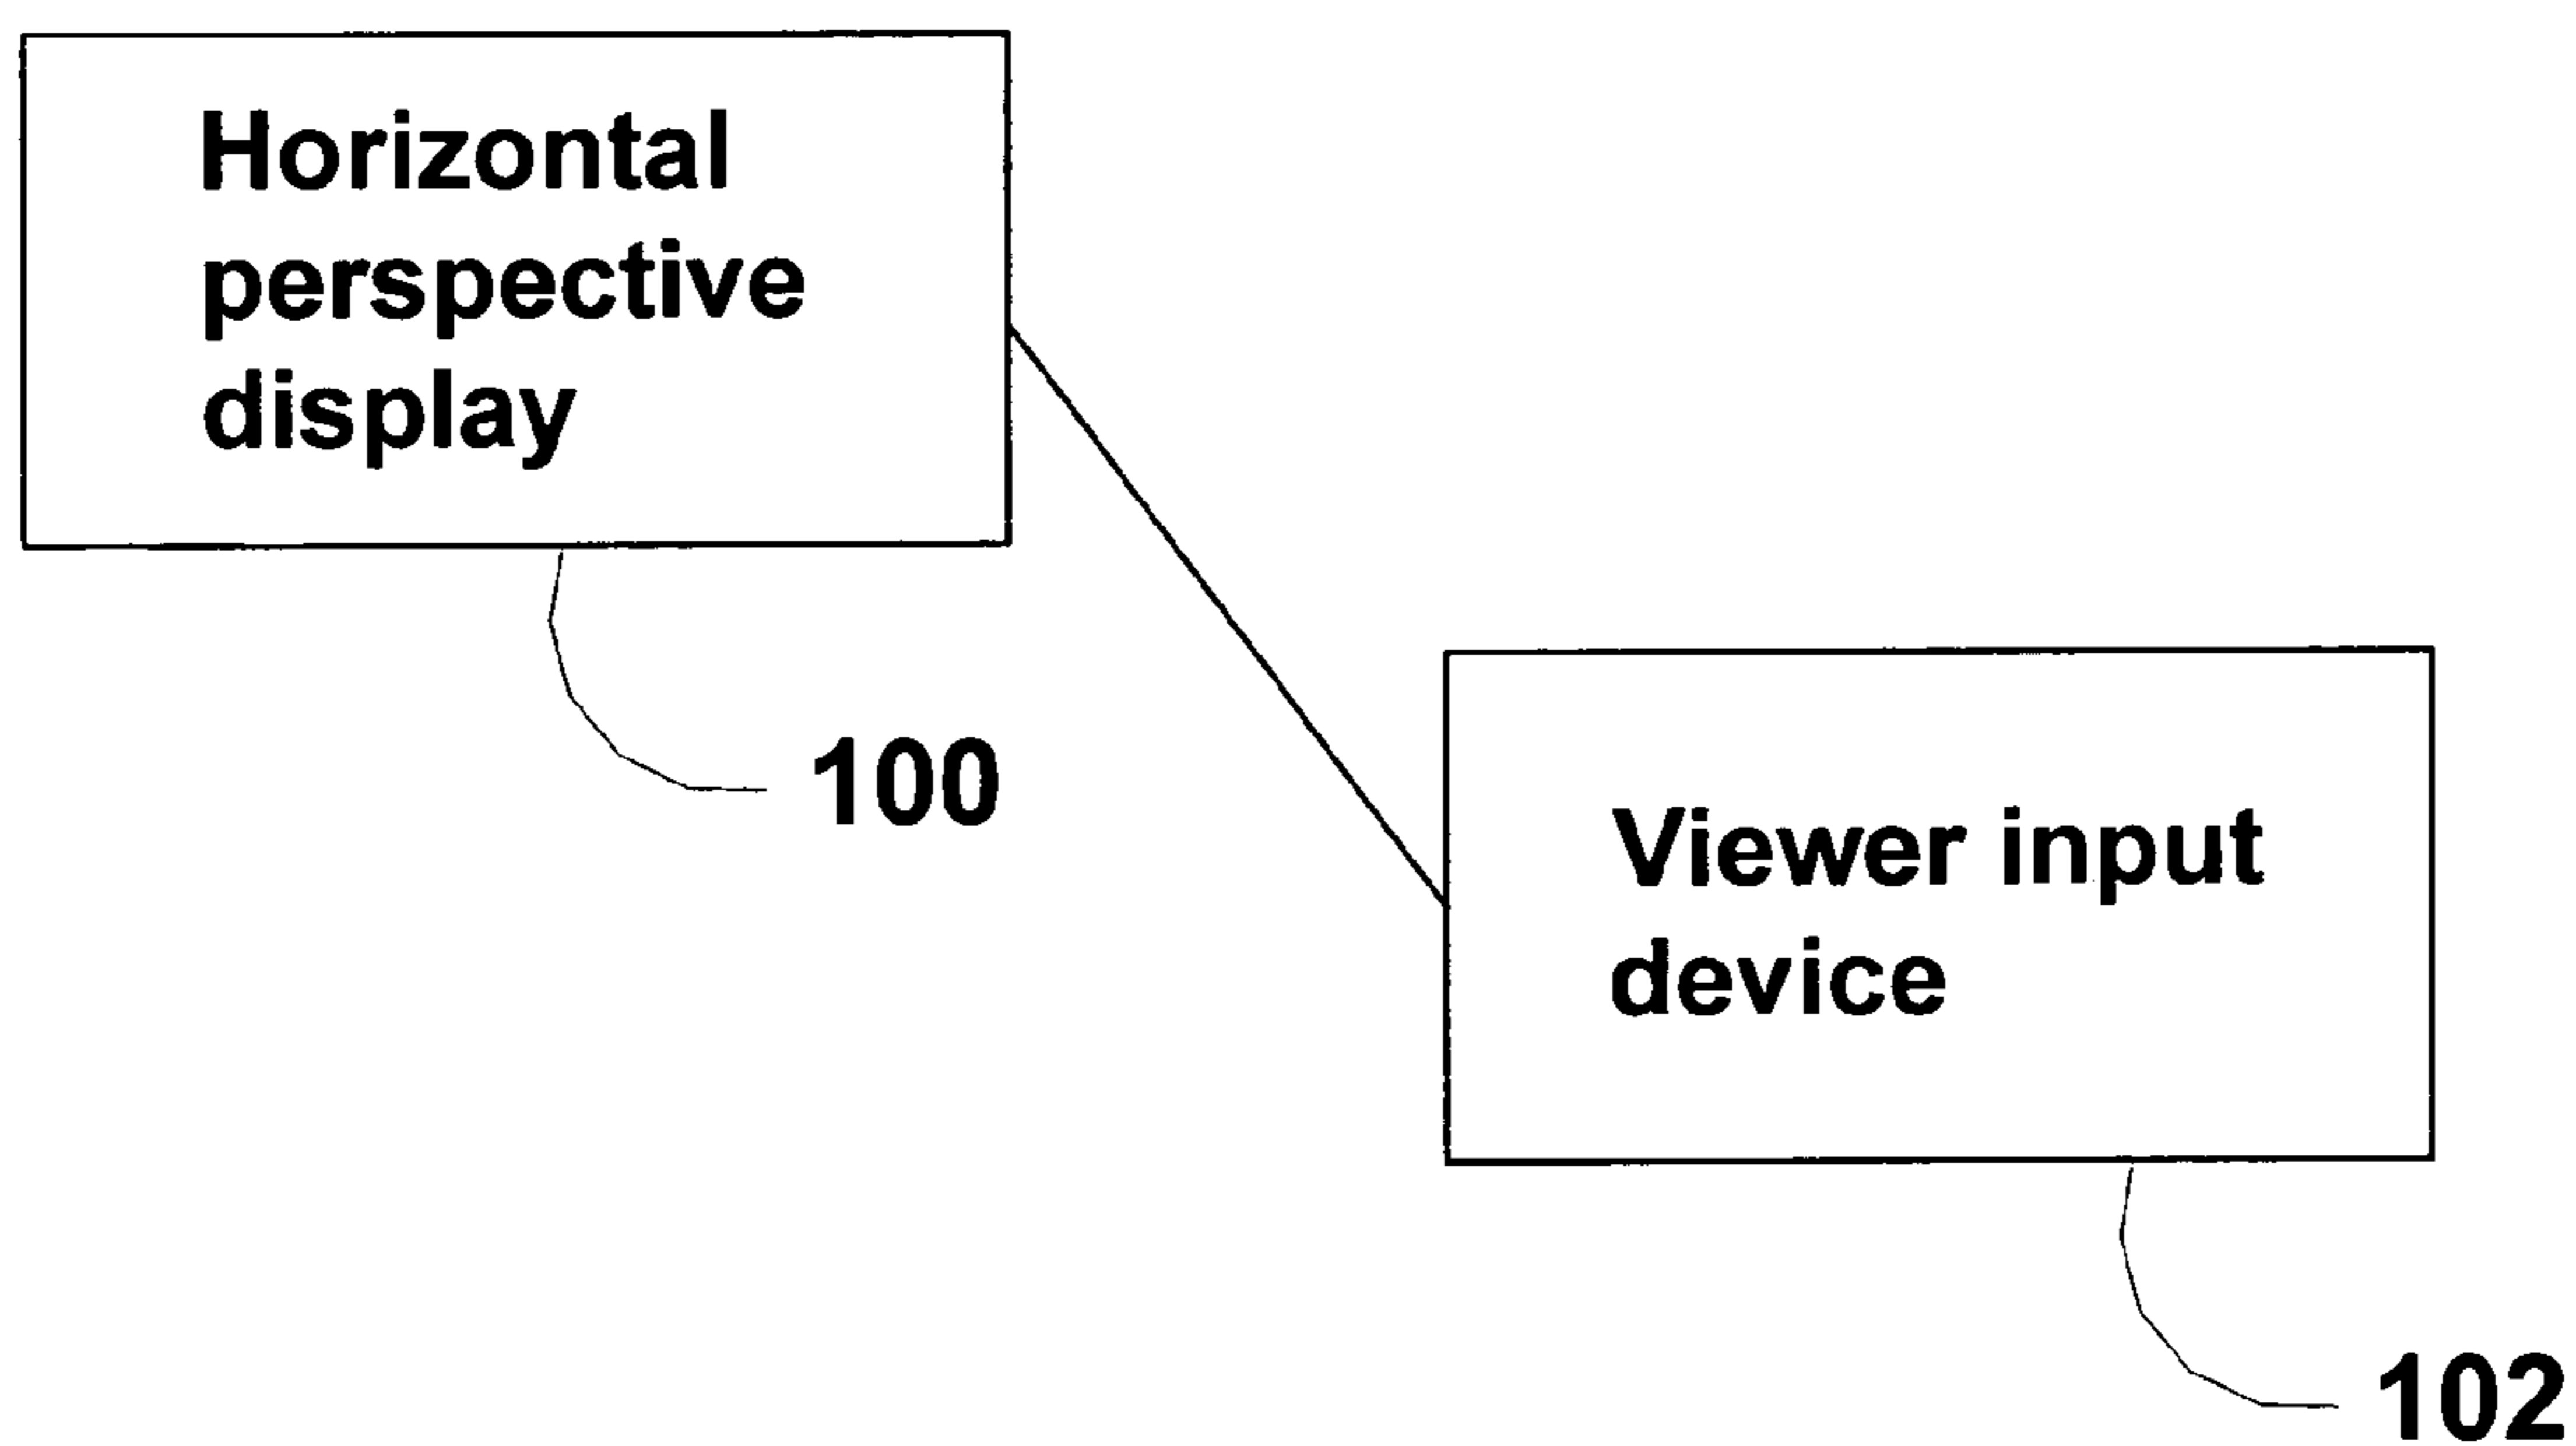 Horizontal
perspective
display
100
Viewer input
device
102